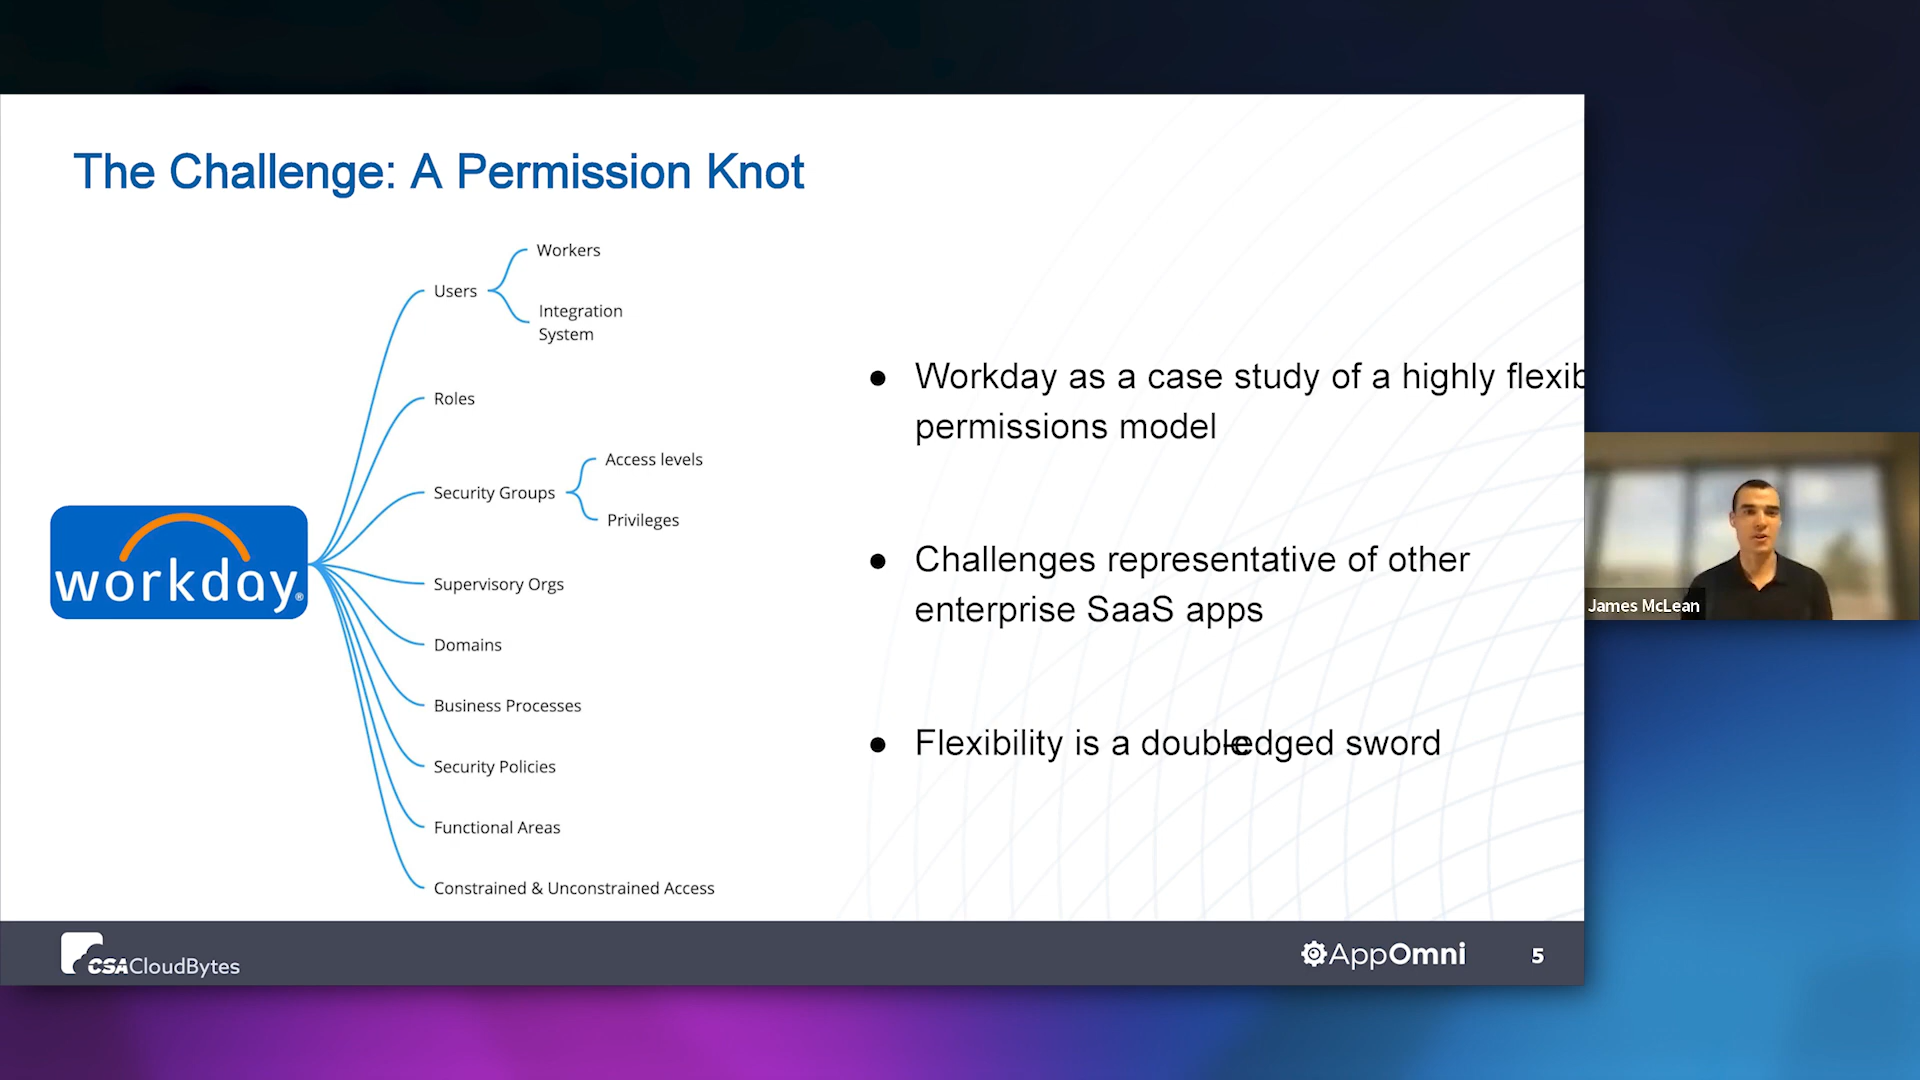 The Challenge: A Permission Knot
Workers
Users
Integration
System
Roles
Access levels
Security Groups
Privileges
workday®
Supervisory Orgs
Domains
Business Processes
Security Policies
Functional Areas
Constrained & Unconstrained Access
● Workday as a case study of a highly flexib
permissions model
● Challenges representative of other
enterprise SaaS apps
● Flexibility is a double-edged sword
James McLean
CSA CloudBytes
AppOmni
5